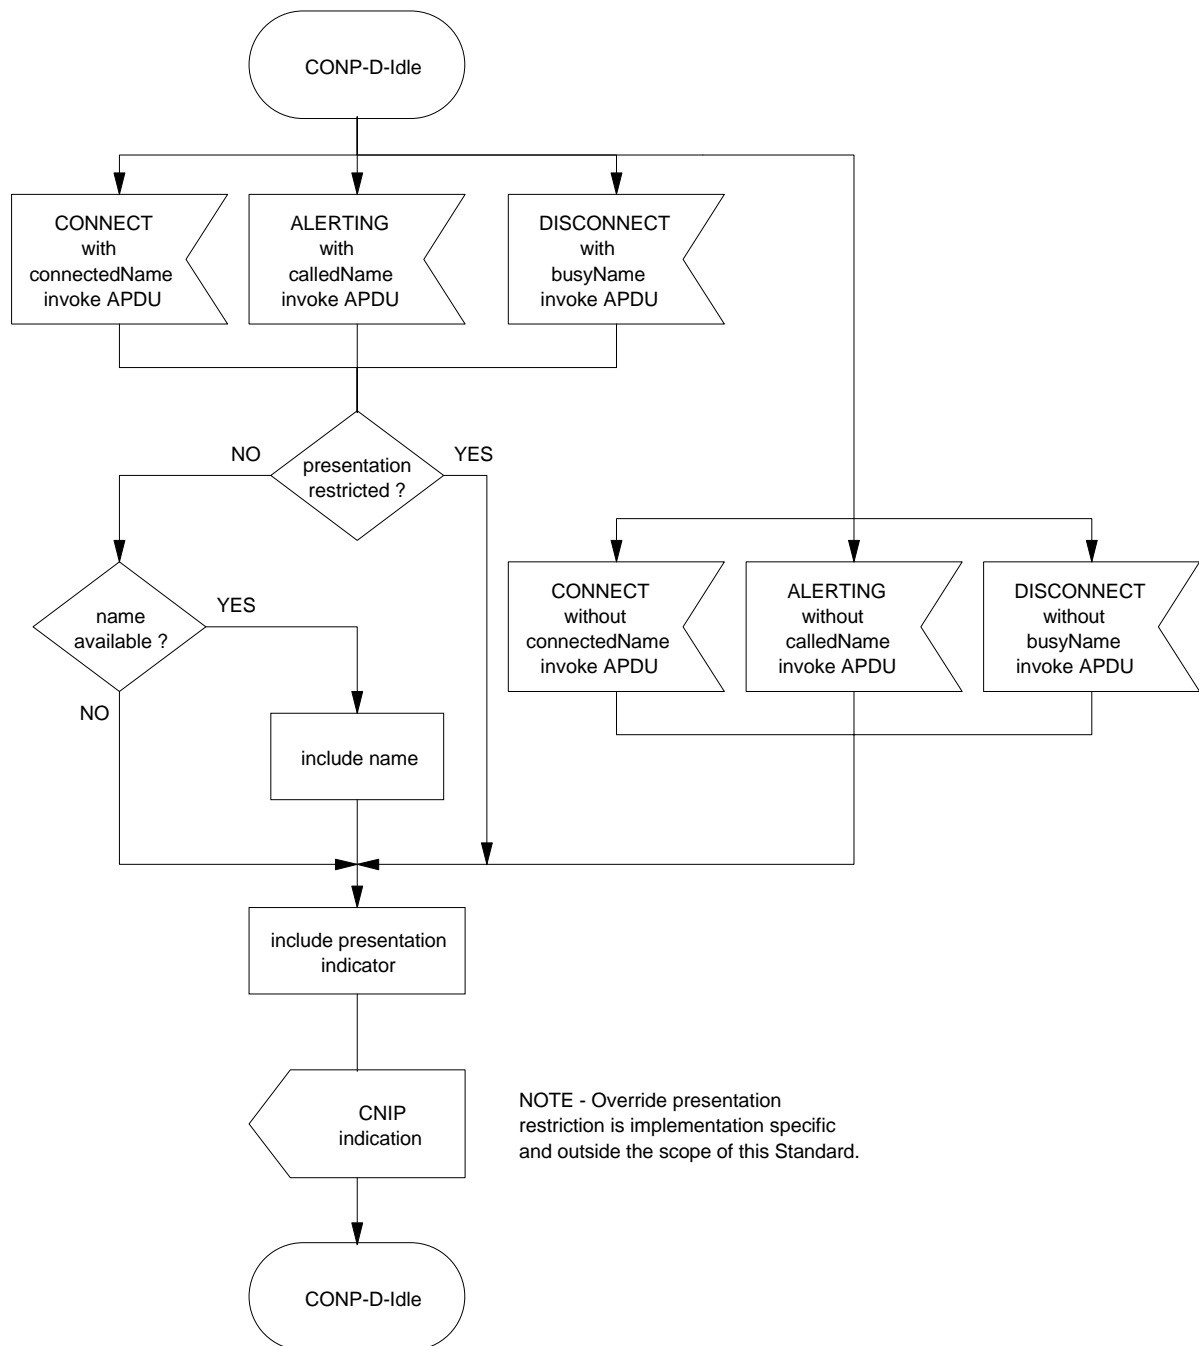 CONP-D-Idle
CONNECT
with
connectedName
invoke APDU
ALERTING
with
calledName
invoke APDU
DISCONNECT
with
busyName
invoke APDU
NO
YES
presentation
restricted ?
name
available ?
YES
NO
CONNECT
without
connectedName
invoke APDU
ALERTING
without
calledName
invoke APDU
DISCONNECT
without
busyName
invoke APDU
include name
include presentation
indicator
CNIP
indication
NOTE - Override presentation
restriction is implementation specific
and outside the scope of this Standard.
CONP-D-Idle